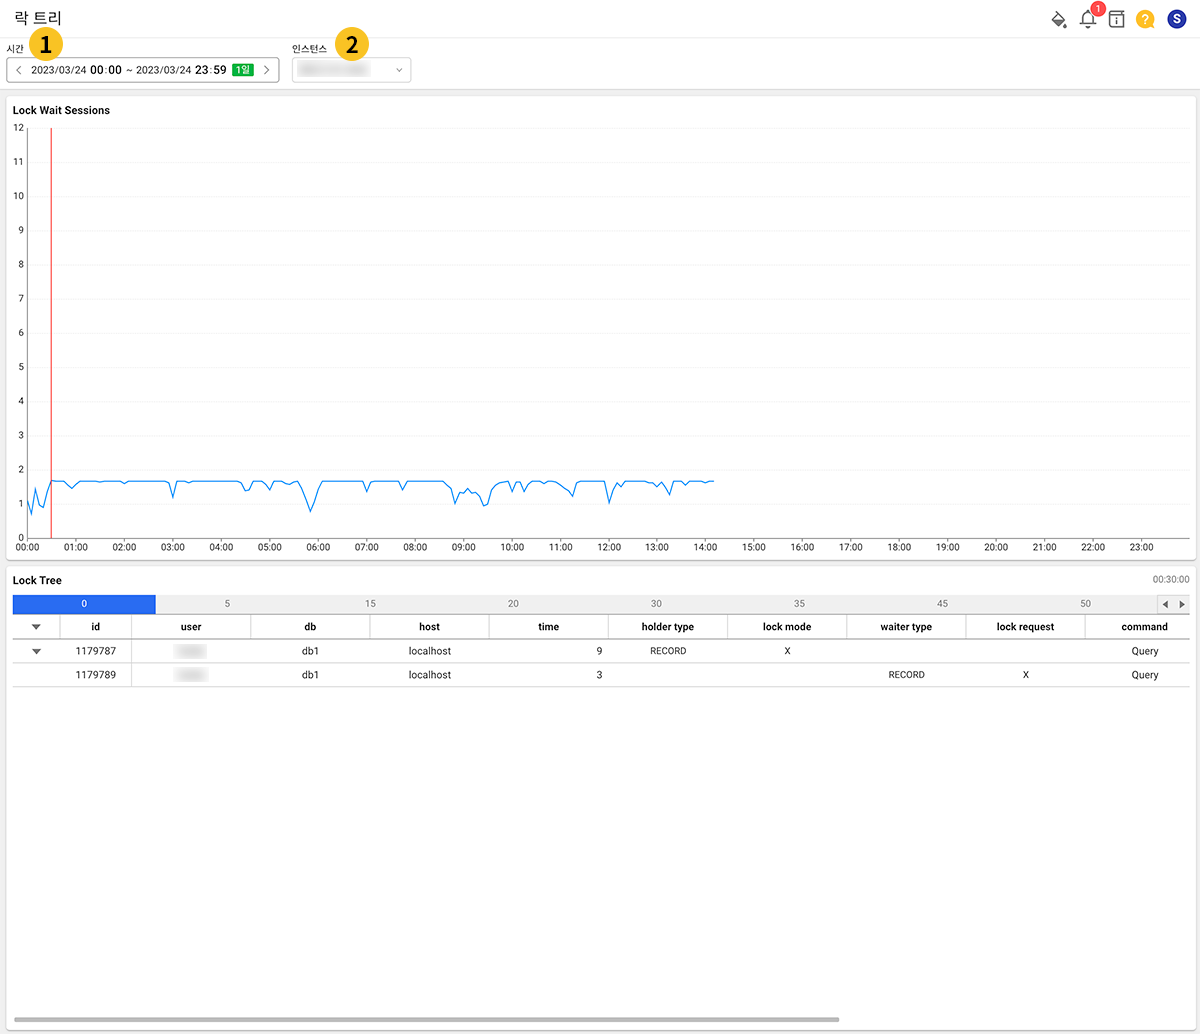 락 트리
1
?
S
시간
1
인스턴스
2
2023/03/24 00:00 ~ 2023/03/24 23:59 1일
Lock Wait Sessions
12
11
10
9
8
7
6
5
4
3
2
1
0
00:00 01:00 02:00 03:00 04:00 05:00 06:00 07:00 08:00 09:00 10:00 11:00 12:00 13:00 14:00 15:00 16:00 17:00 18:00 19:00 20:00 21:00 22:00 23:00
Lock Tree 00:30:00
0 5 15 20 30 35 45 50
id user db host time holder type lock mode waiter type lock request command
1179787 db1 localhost 9 RECORD X Query
1179789 db1 localhost 3 RECORD X Query